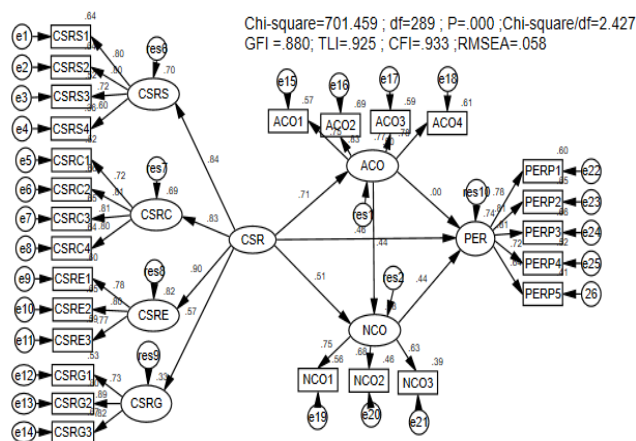 Chi-square=701.459 ; df=289 ; P=.000 ;Chi-square/df=2.427
GFI =.880; TLI=.925 ; CFI=.933 ;RMSEA=.058
.64
e1 CSRS1
e2 CSRS2 .80
.60
e3 CSRS3 .72
.60
e4 CSRS4
res6
.70
CSRS
.84
e5 CSRC1
.72
e6 CSRC2
.81
e7 CSRC3 .81
.80
e8 CSRC4
res7
.69
CSRC
.83
e9 CSRE1
.78
e10 CSRE2
e11 CSRE3 .77
res8
.82
CSRE
.90
.53
e12 CSRG1
.73
e13 CSRG2 .89
e14 CSRG3
res9
.33
CSRG
.57
CSR
e15 e16 e17 e18
.57 .69 .59 .61
ACO1 ACO2 ACO3 ACO4
.83 .77
ACO
.71
res1
.46
.44
.00
.51
res2
.44
NCO
.75 .68 .63
.56 .46 .39
NCO1 NCO2 NCO3
e19 e20 e21
res10
.74
PER
.60
.78 PERP1 e22
PERP2 e23
PERP3 e24
.72 PERP4 e25
PERP5 26